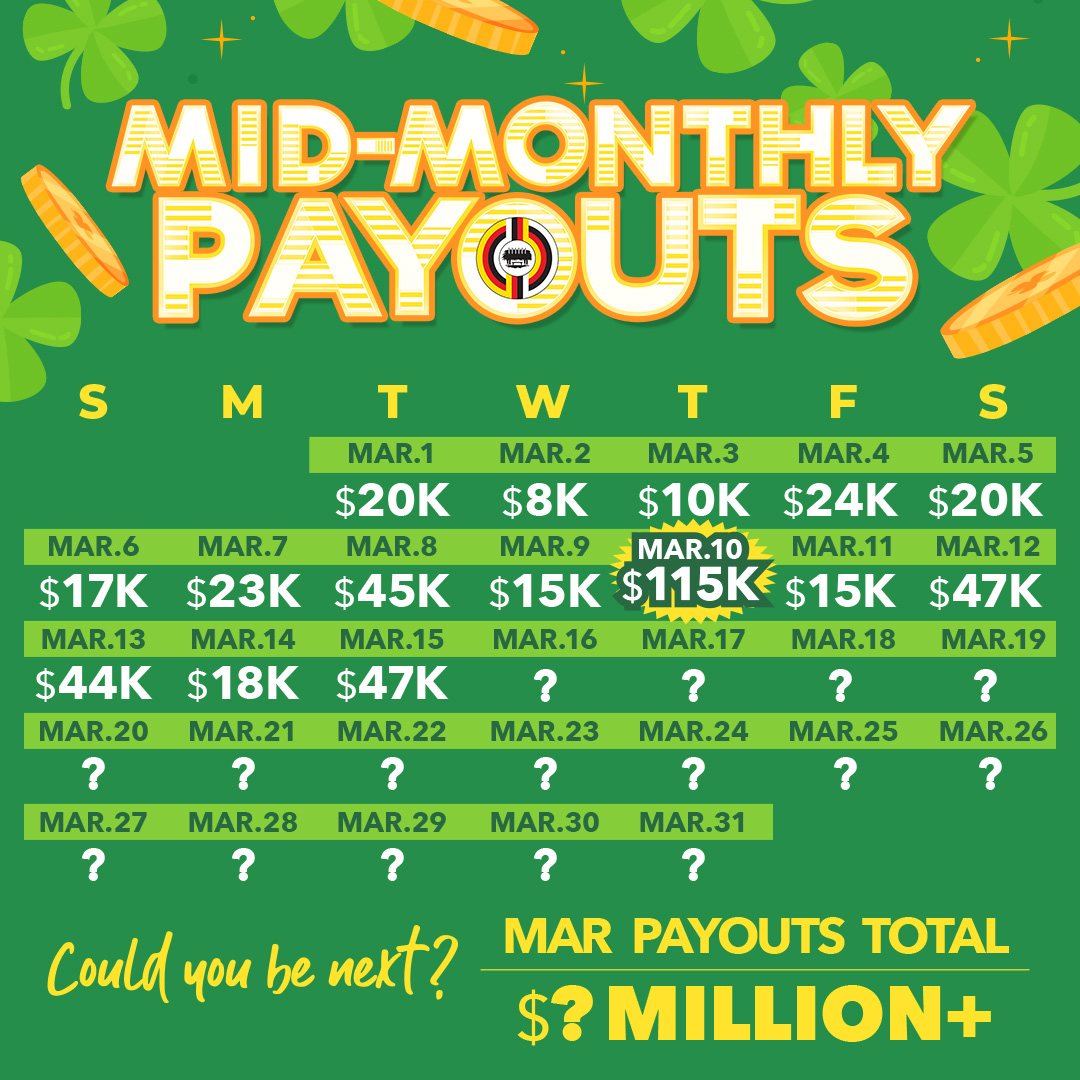 MID-MONTHLY
PAYOUTS
S M T W T F S
MAR.1 MAR.2 MAR.3 MAR.4 MAR.5
$20K $8K $10K $24K $20K
MAR.6 MAR.7 MAR.8 MAR.9 MAR.10 MAR.11 MAR.12
$17K $23K $45K $15K $115K $15K $47K
MAR.13 MAR.14 MAR.15 MAR.16 MAR.17 MAR.18 MAR.19
$44K $18K $47K ? ? ? ?
MAR.20 MAR.21 MAR.22 MAR.23 MAR.24 MAR.25 MAR.26
? ? ? ? ? ? ?
MAR.27 MAR.28 MAR.29 MAR.30 MAR.31
? ? ? ? ?
Could you be next?
MAR PAYOUTS TOTAL
$? MILLION+